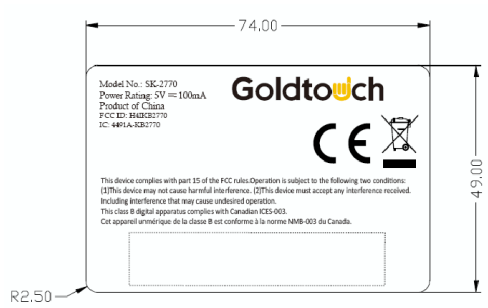 74.00
Model No.: SK-2770
Power Rating: 5V ⎓ 100mA
Product of China
FCC ID: H4IKB2770
IC: 4491A-KB2770
Goldtouch
CE
49.00
This device complies with part 15 of the FCC rules.Operation is subject to the following two conditions:
(1)This device may not cause harmful interference. (2)This device must accept any interference received.
Including interference that may cause undesired operation.
This class B digital apparatus complies with Canadian ICES-003.
Cet appareil unmérique de la classe B est conforme à la norme NMB-003 du Canada.
R2.50